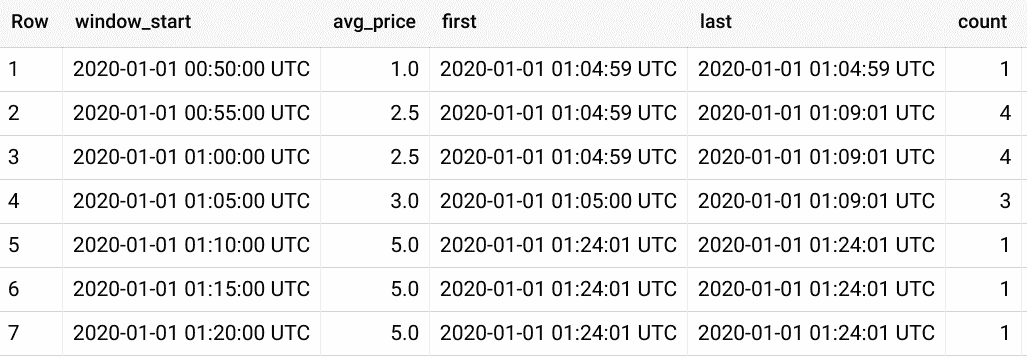 Row window_start avg_price first last count
1 2020-01-01 00:50:00 UTC 1.0 2020-01-01 01:04:59 UTC 2020-01-01 01:04:59 UTC 1
2 2020-01-01 00:55:00 UTC 2.5 2020-01-01 01:04:59 UTC 2020-01-01 01:09:01 UTC 4
3 2020-01-01 01:00:00 UTC 2.5 2020-01-01 01:04:59 UTC 2020-01-01 01:09:01 UTC 4
4 2020-01-01 01:05:00 UTC 3.0 2020-01-01 01:05:00 UTC 2020-01-01 01:09:01 UTC 3
5 2020-01-01 01:10:00 UTC 5.0 2020-01-01 01:24:01 UTC 2020-01-01 01:24:01 UTC 1
6 2020-01-01 01:15:00 UTC 5.0 2020-01-01 01:24:01 UTC 2020-01-01 01:24:01 UTC 1
7 2020-01-01 01:20:00 UTC 5.0 2020-01-01 01:24:01 UTC 2020-01-01 01:24:01 UTC 1